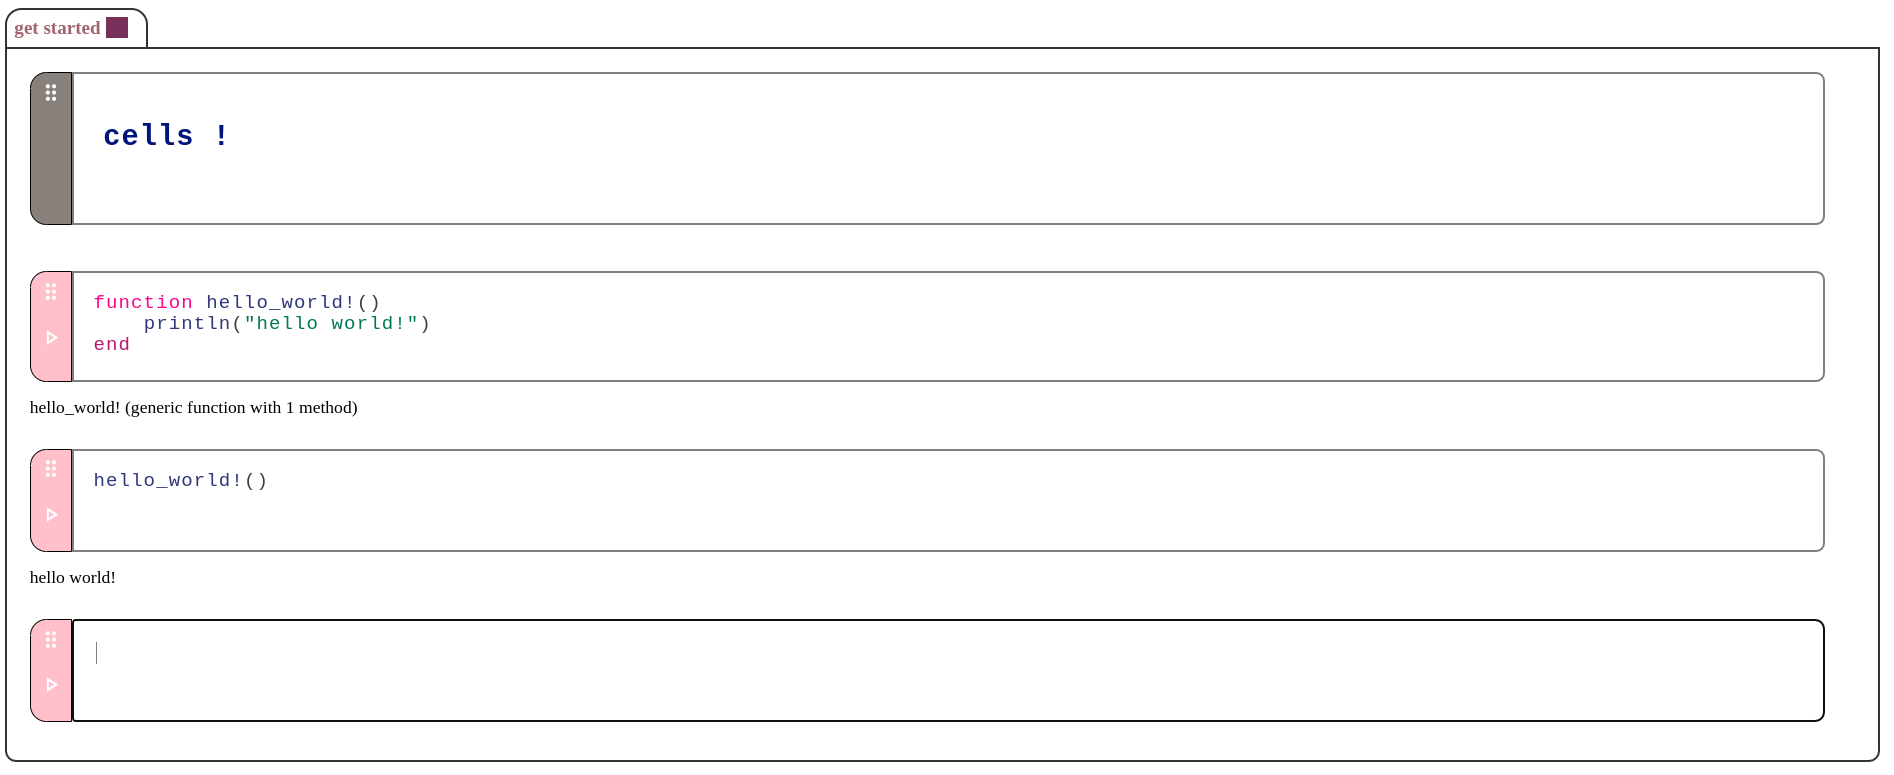 get started
cells !
function hello_world!()
    println("hello world!")
end
hello_world! (generic function with 1 method)
hello_world!()
hello world!